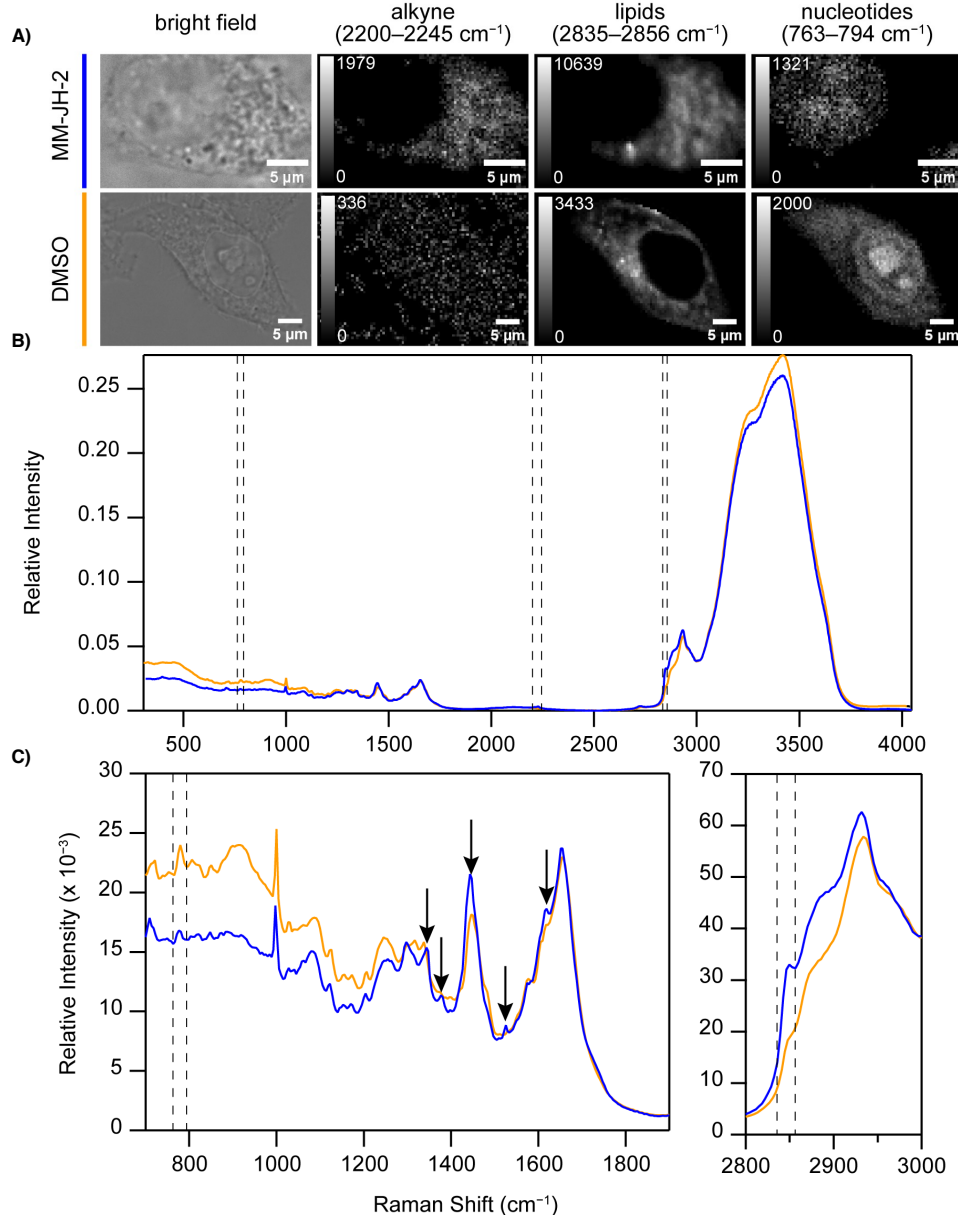 A)
bright field
alkyne
(2200–2245 cm⁻¹)
lipids
(2835–2856 cm⁻¹)
nucleotides
(763–794 cm⁻¹)
MM-JH-2
5 µm
1979
0
5 µm
10639
0
5 µm
1321
0
5 µm
DMSO
5 µm
336
0
5 µm
3433
0
5 µm
2000
0
5 µm
B)
Relative Intensity
0.25
0.20
0.15
0.10
0.05
0.00
500 1000 1500 2000 2500 3000 3500 4000
C)
Relative Intensity (x 10⁻³)
30
25
20
15
10
5
0
800 1000 1200 1400 1600 1800
70
60
50
40
30
20
10
0
2800 2900 3000
Raman Shift (cm⁻¹)